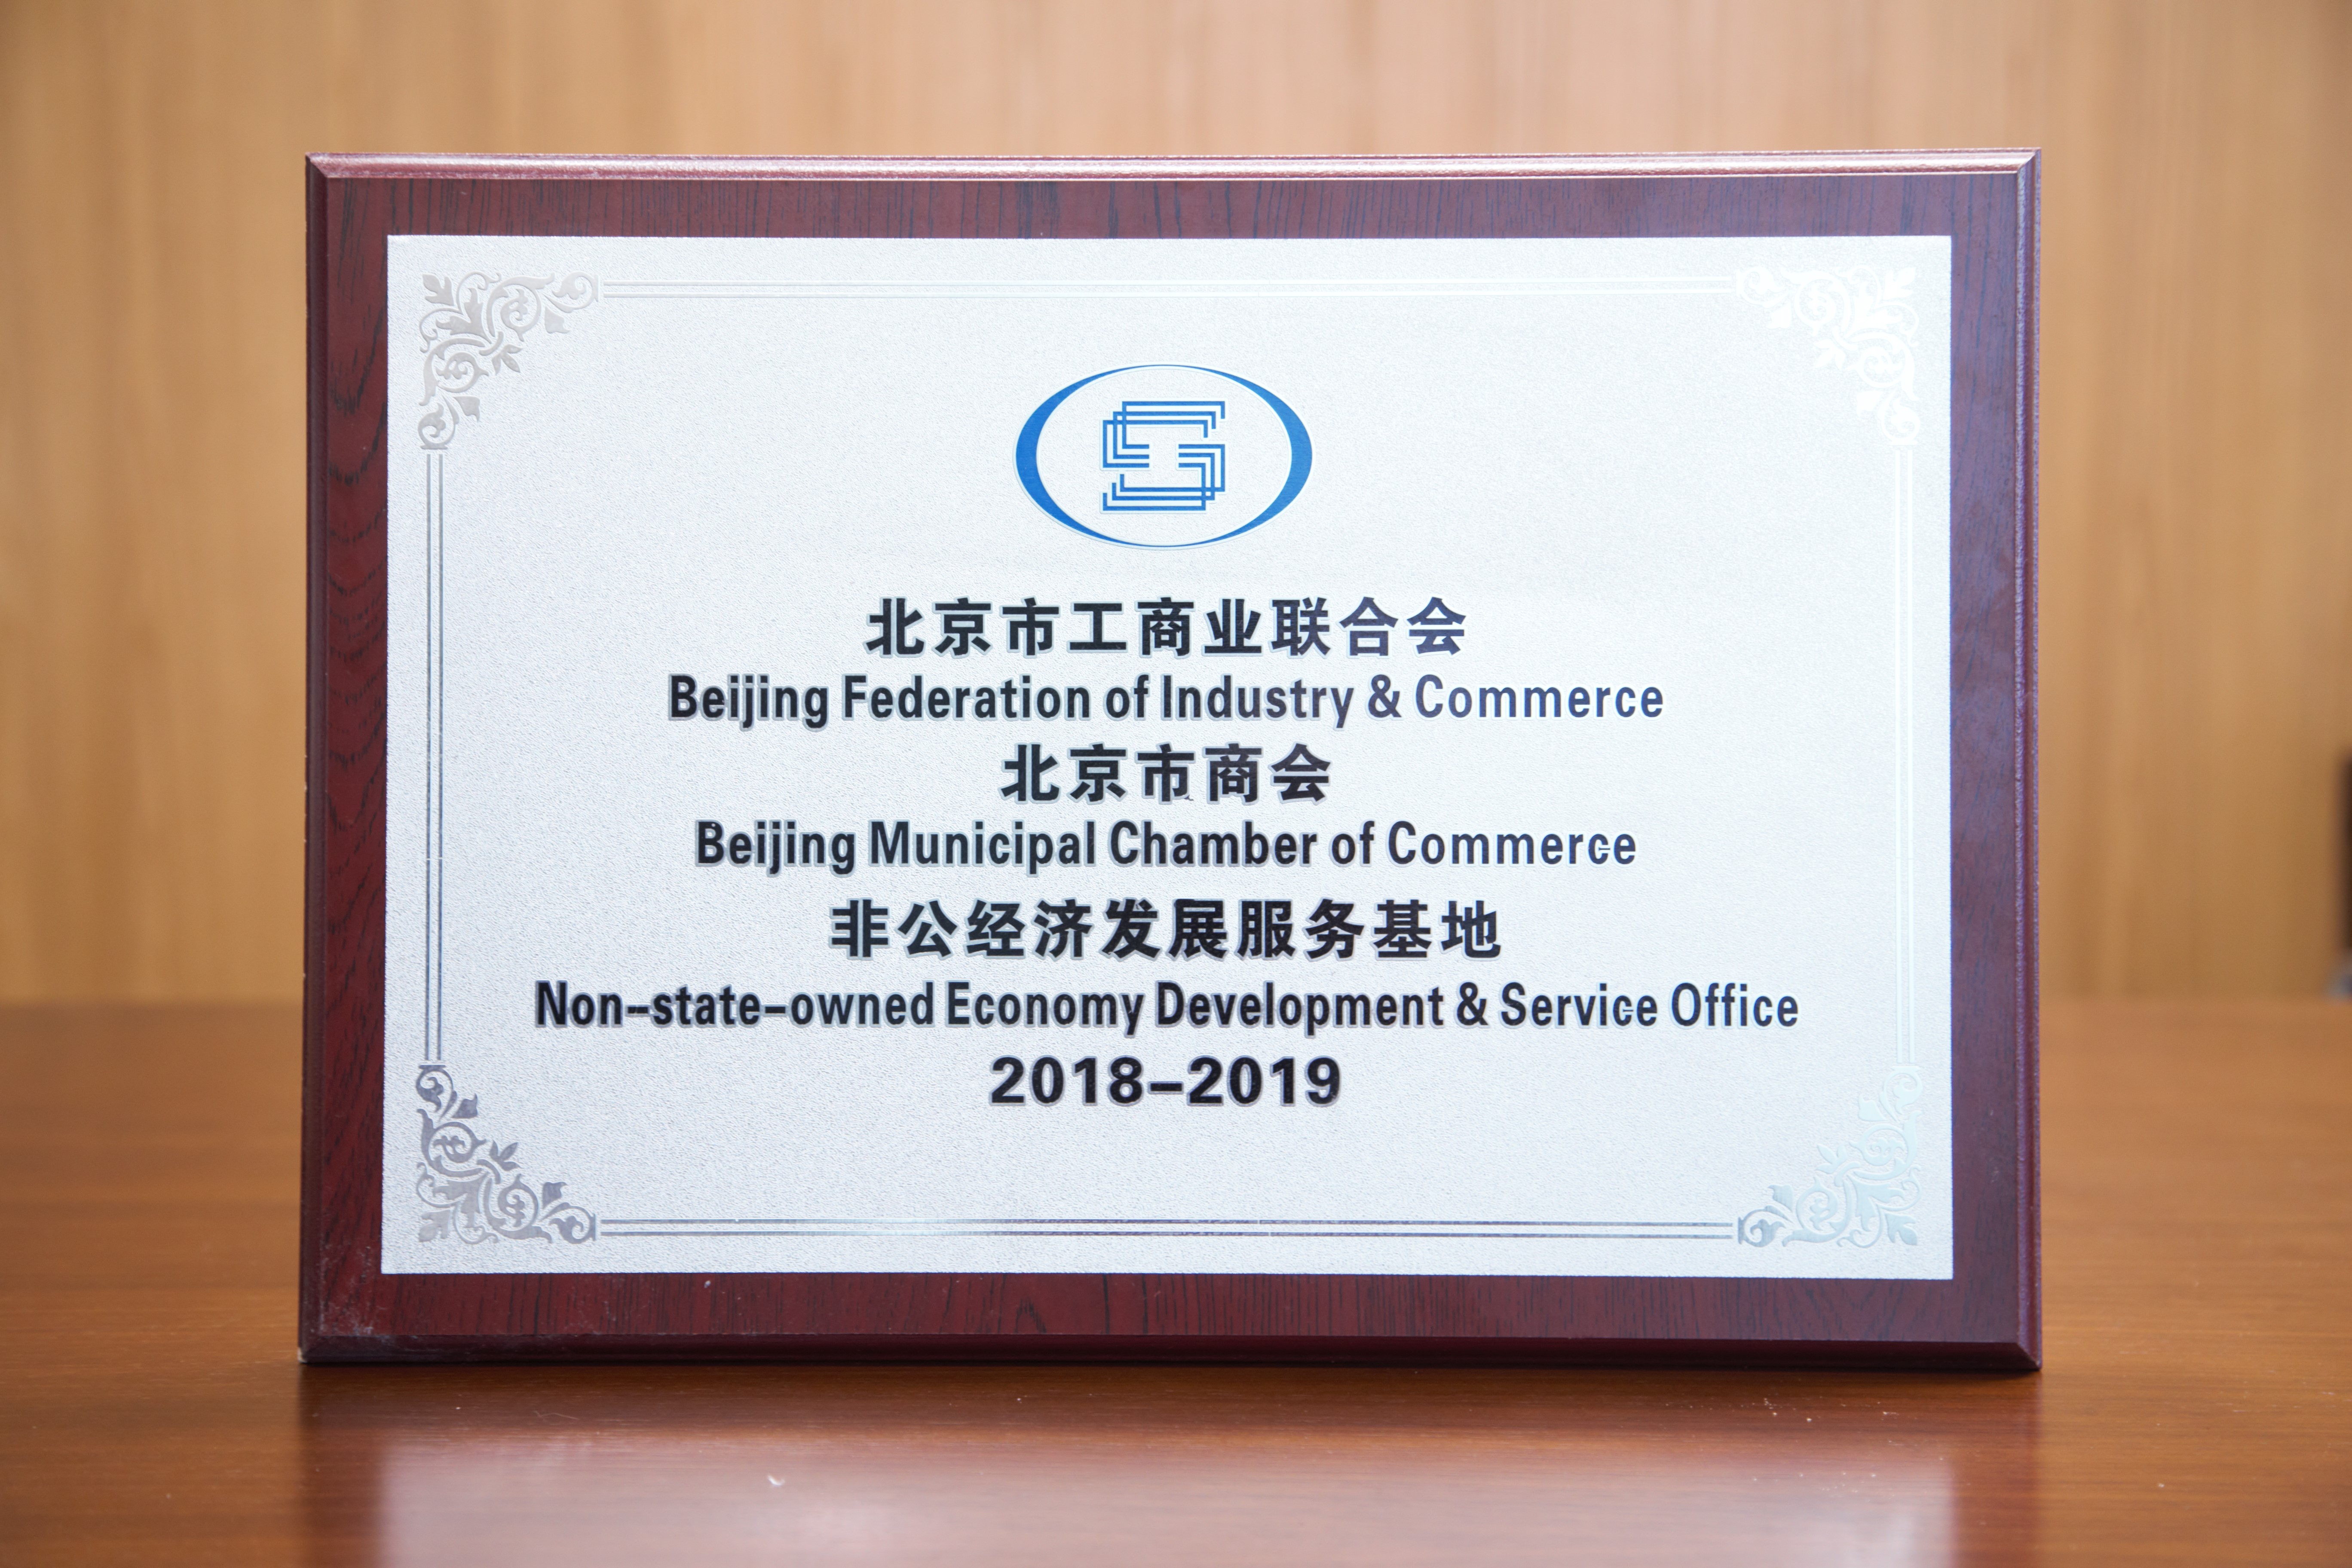 北京市工商业联合会
Beijing Federation of Industry & Commerce
北京市商会
Beijing Municipal Chamber of Commerce
非公经济发展服务基地
Non-state-owned Economy Development & Service Office
2018-2019